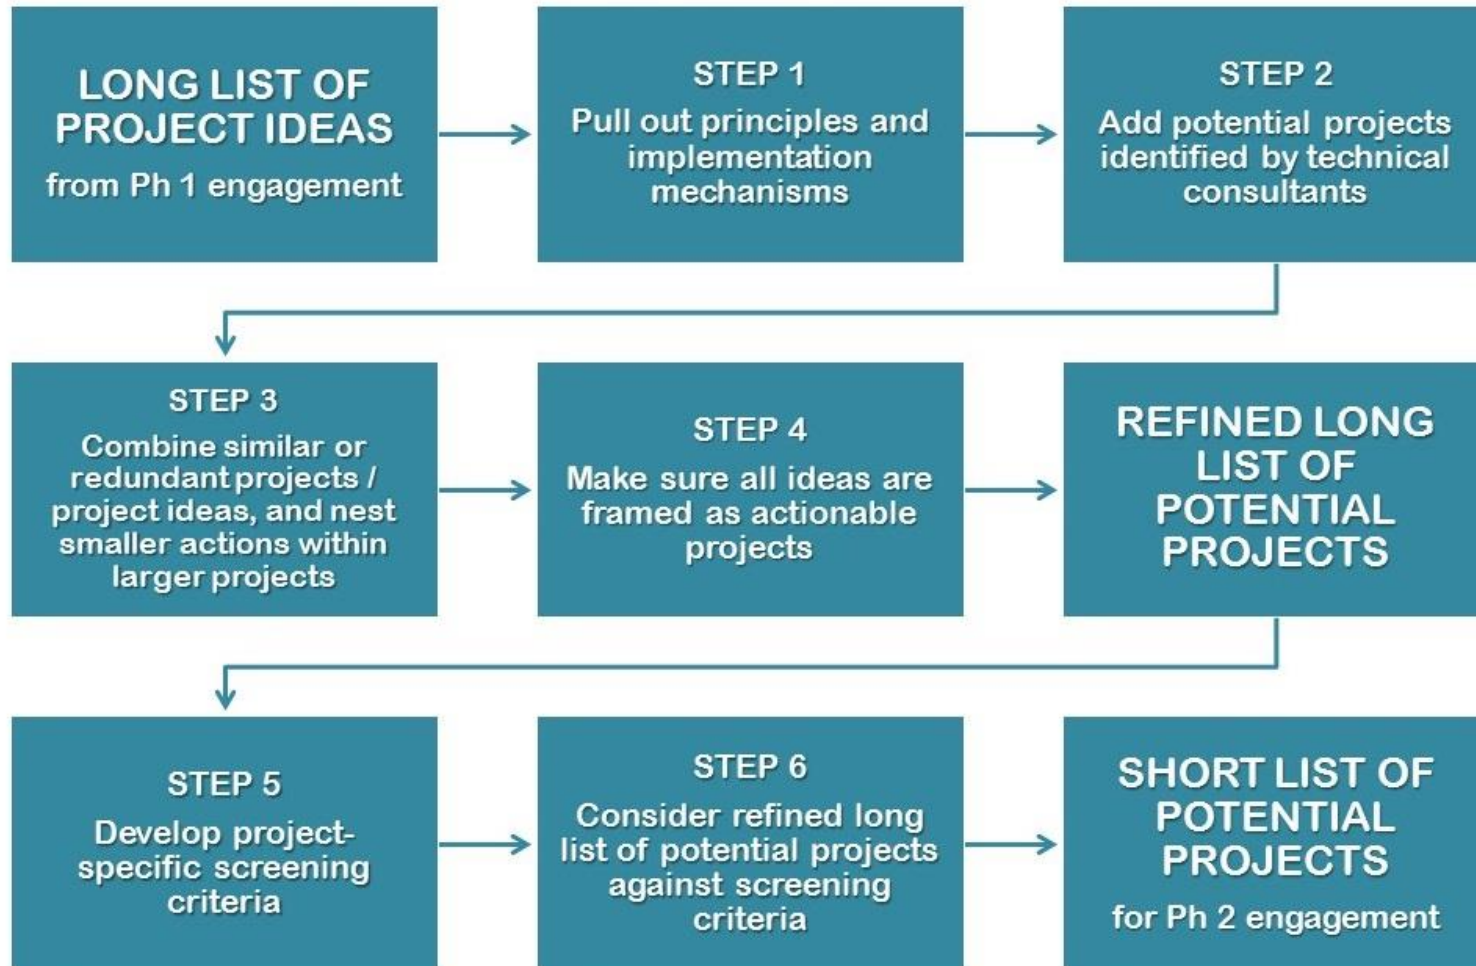 LONG LIST OF
PROJECT IDEAS
from Ph 1 engagement
STEP 1
Pull out principles and
implementation
mechanisms
STEP 2
Add potential projects
identified by technical
consultants
STEP 3
Combine similar or
redundant projects /
project ideas, and nest
smaller actions within
larger projects
STEP 4
Make sure all ideas are
framed as actionable
projects
REFINED LONG
LIST OF
POTENTIAL
PROJECTS
STEP 5
Develop project-
specific screening
criteria
STEP 6
Consider refined long
list of potential projects
against screening
criteria
SHORT LIST OF
POTENTIAL
PROJECTS
for Ph 2 engagement